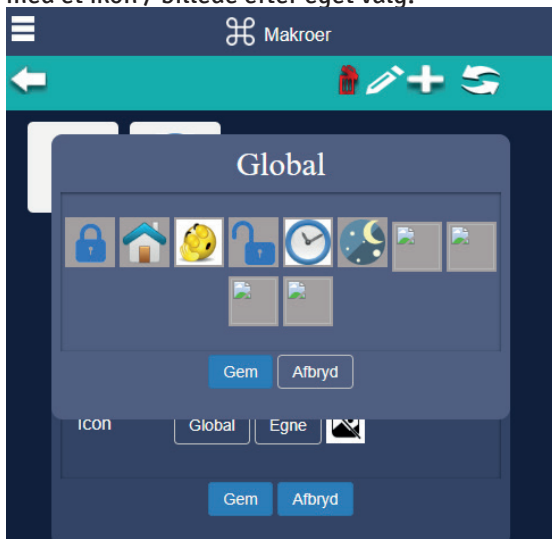 med et ikon / billede efter eget valg.
Makroer
Global
Gem Afbryd
Icon Global Egne
Gem Afbryd